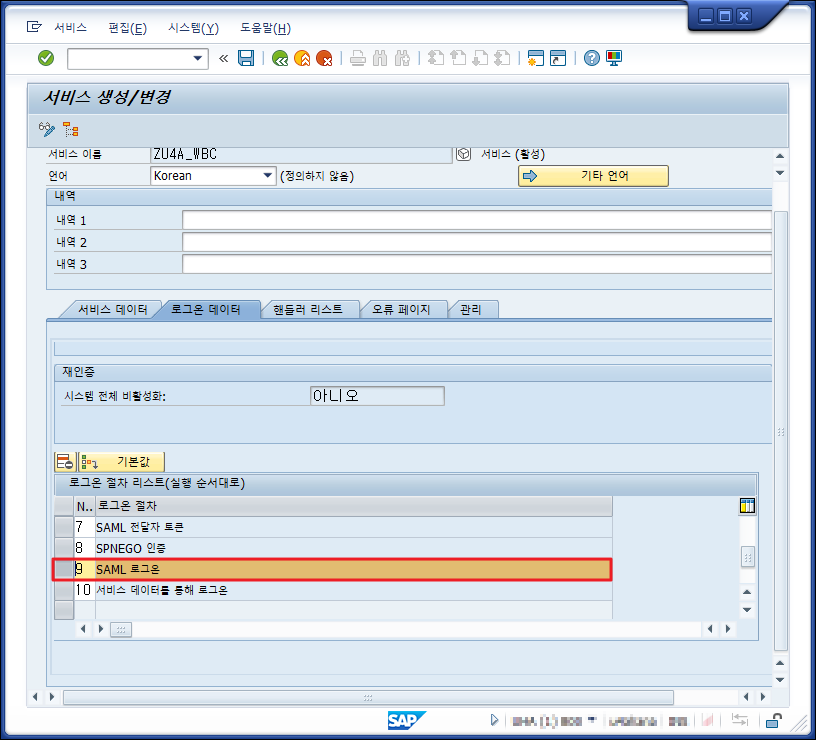 서비스 편집(E) 시스템(Y) 도움말(H)
서비스 생성/변경
서비스 이름 ZU4A_WBC 서비스 (활성)
언어 Korean (정의하지 않음) 기타 언어
내역
내역 1
내역 2
내역 3
서비스 데이터 로그온 데이터 핸들러 리스트 오류 페이지 관리
재인증
시스템 전체 비활성화: 아니오
기본값
로그온 절차 리스트(실행 순서대로)
N.. 로그온 절차
7 SAML 전달자 토큰
8 SPNEGO 인증
9 SAML 로그온
10 서비스 데이터를 통해 로그온
SAP